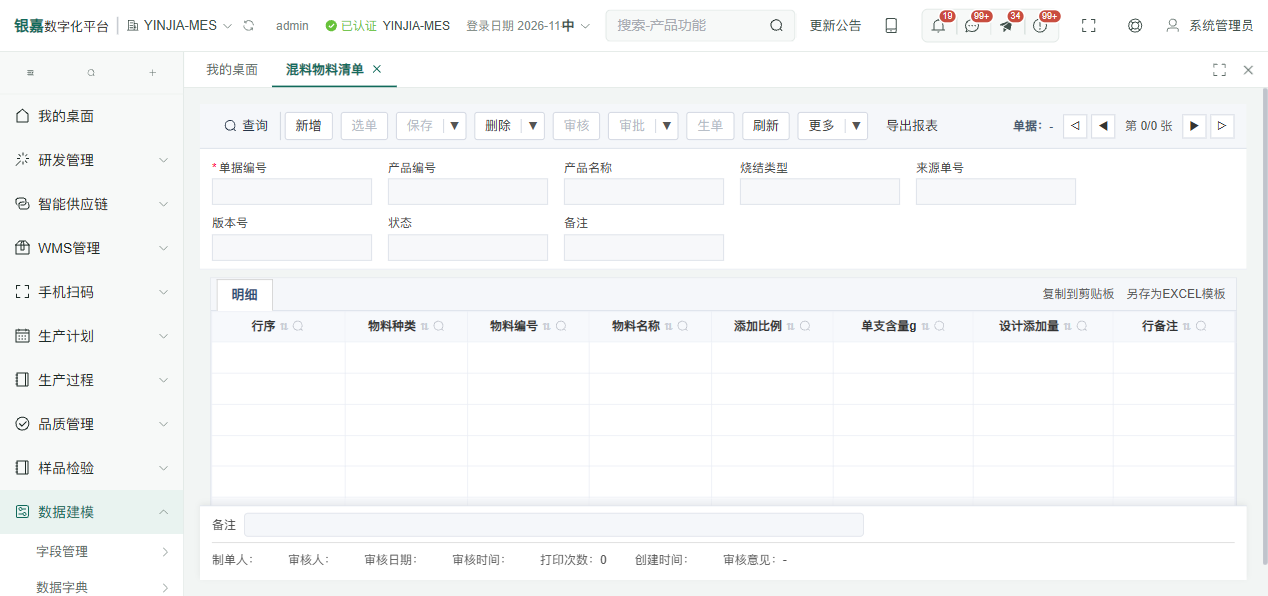 银嘉数字化平台 YINJIA-MES admin 已认证 YINJIA-MES 登录日期 2026-11中 搜索-产品功能 更新公告 19 99+ 34 99+ 系统管理员
我的桌面 混料物料清单
查询 新增 选单 保存 删除 审核 审批 生单 刷新 更多 导出报表 单据: - 第 0/0 张
我的桌面
研发管理
智能供应链
WMS管理
手机扫码
生产计划
生产过程
品质管理
样品检验
数据建模
字段管理
数据字典
* 单据编号 产品编号 产品名称 烧结类型 来源单号
版本号 状态 备注
明细 复制到剪贴板 另存为EXCEL模板
行序 物料种类 物料编号 物料名称 添加比例 单支含量g 设计添加量 行备注
备注
制单人: 审核人: 审核日期: 审核时间: 打印次数: 0 创建时间: 审核意见: -